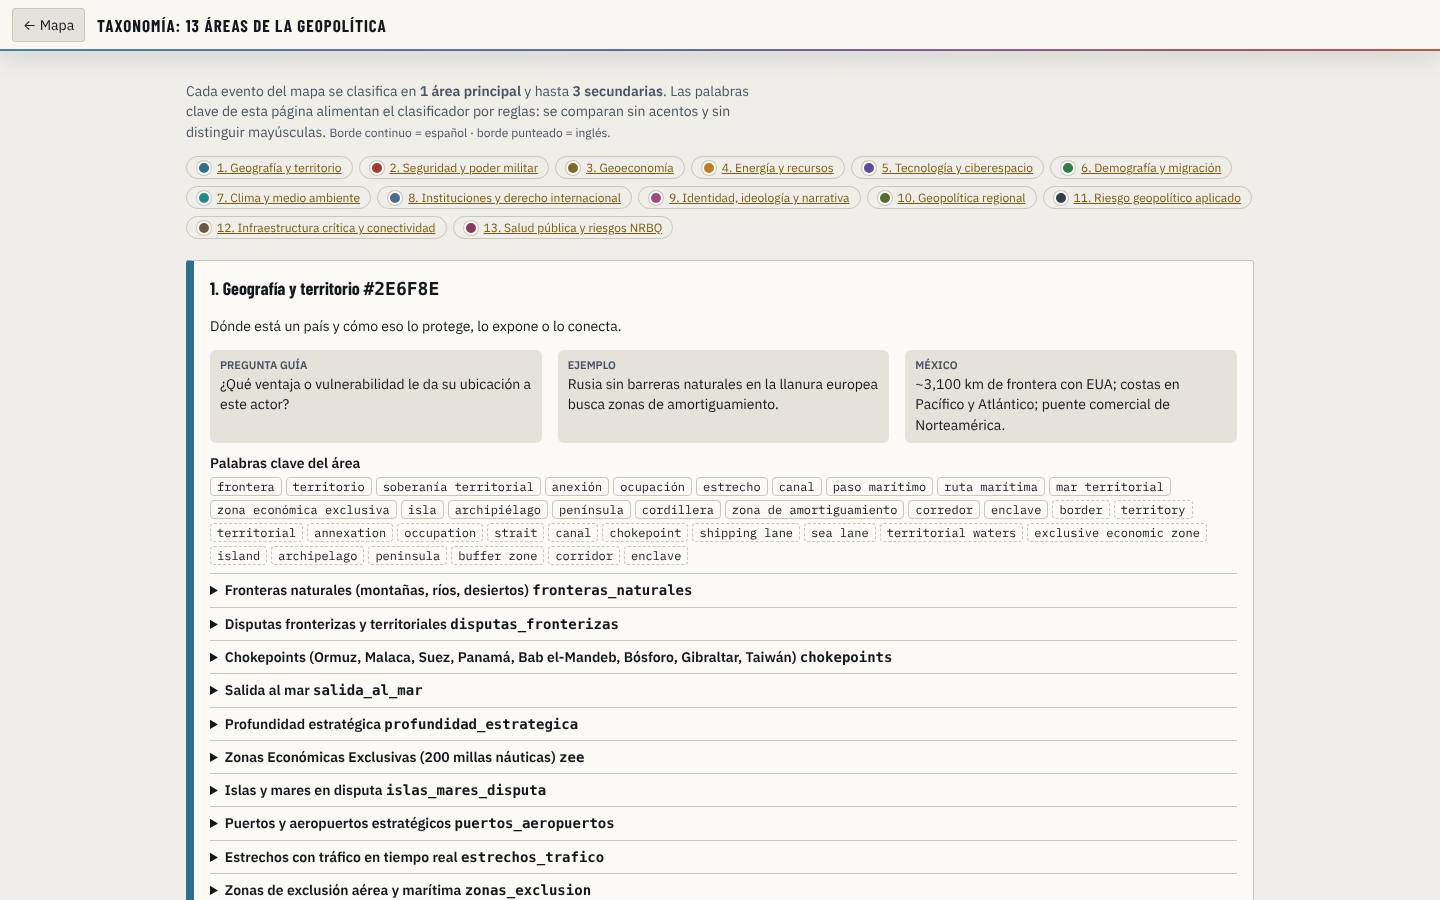 ← Mapa
TAXONOMÍA: 13 ÁREAS DE LA GEOPOLÍTICA
Cada evento del mapa se clasifica en 1 área principal y hasta 3 secundarias. Las palabras
clave de esta página alimentan el clasificador por reglas: se comparan sin acentos y sin
distinguir mayúsculas. Borde continuo = español · borde punteado = inglés.
1. Geografía y territorio 2. Seguridad y poder militar 3. Geoeconomía 4. Energía y recursos 5. Tecnología y ciberespacio 6. Demografía y migración
7. Clima y medio ambiente 8. Instituciones y derecho internacional 9. Identidad, ideología y narrativa 10. Geopolítica regional 11. Riesgo geopolítico aplicado
12. Infraestructura crítica y conectividad 13. Salud pública y riesgos NRBQ
1. Geografía y territorio #2E6F8E
Dónde está un país y cómo eso lo protege, lo expone o lo conecta.
PREGUNTA GUÍA
¿Qué ventaja o vulnerabilidad le da su ubicación a
este actor?
EJEMPLO
Rusia sin barreras naturales en la llanura europea
busca zonas de amortiguamiento.
MÉXICO
~3,100 km de frontera con EUA; costas en
Pacífico y Atlántico; puente comercial de
Norteamérica.
Palabras clave del área
frontera territorio soberanía territorial anexión ocupación estrecho canal paso marítimo ruta marítima mar territorial
zona económica exclusiva isla archipiélago península cordillera zona de amortiguamiento corredor enclave border territory
territorial annexation occupation strait canal chokepoint shipping lane sea lane territorial waters exclusive economic zone
island archipelago peninsula buffer zone corridor enclave
▶ Fronteras naturales (montañas, ríos, desiertos) fronteras_naturales
▶ Disputas fronterizas y territoriales disputas_fronterizas
▶ Chokepoints (Ormuz, Malaca, Suez, Panamá, Bab el-Mandeb, Bósforo, Gibraltar, Taiwán) chokepoints
▶ Salida al mar salida_al_mar
▶ Profundidad estratégica profundidad_estrategica
▶ Zonas Económicas Exclusivas (200 millas náuticas) zee
▶ Islas y mares en disputa islas_mares_disputa
▶ Puertos y aeropuertos estratégicos puertos_aeropuertos
▶ Estrechos con tráfico en tiempo real estrechos_trafico
▶ Zonas de exclusión aérea y marítima zonas_exclusion